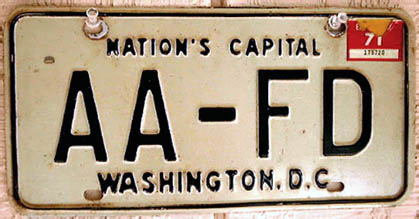 NATION'S CAPITAL
71
AA-FD
WASHINGTON, D.C